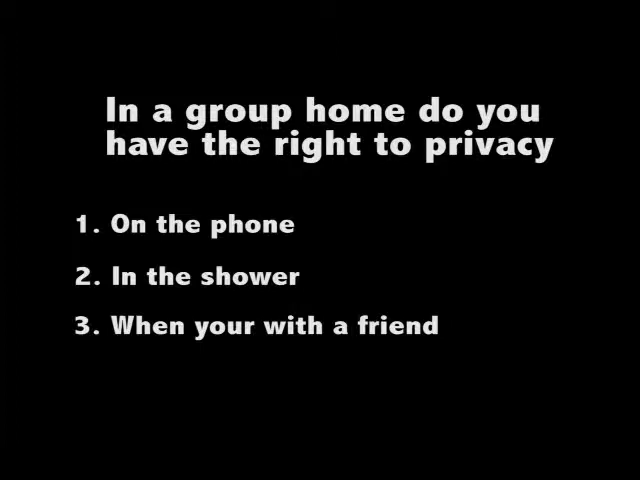 In a group home do you
have the right to privacy
1. On the phone
2. In the shower
3. When your with a friend